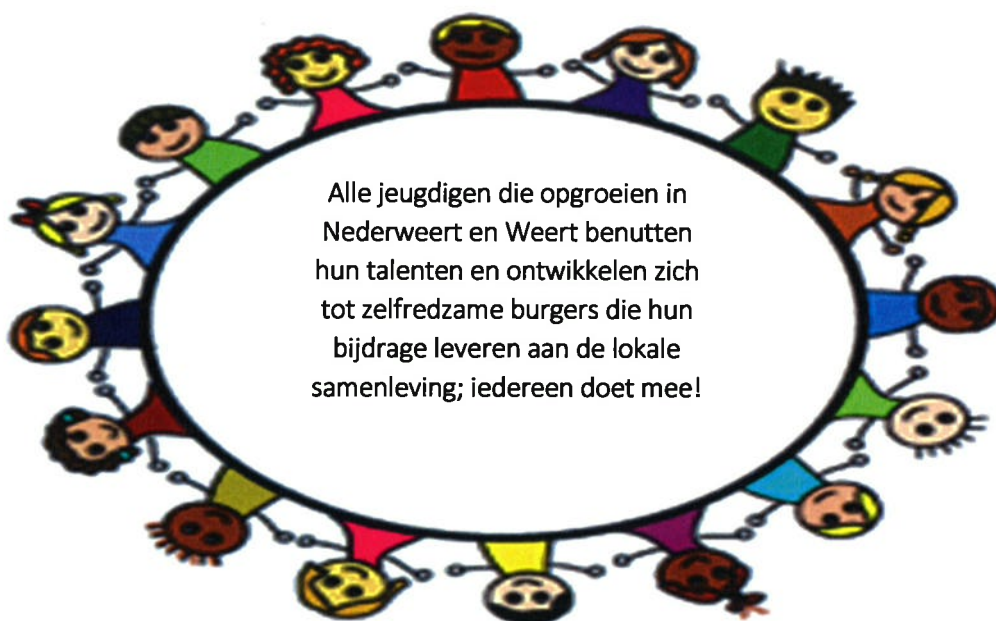 Alle jeugdigen die opgroeien in
Nederweert en Weert benutten
hun talenten en ontwikkelen zich
tot zelfredzame burgers die hun
bijdrage leveren aan de lokale
samenleving; iedereen doet mee!